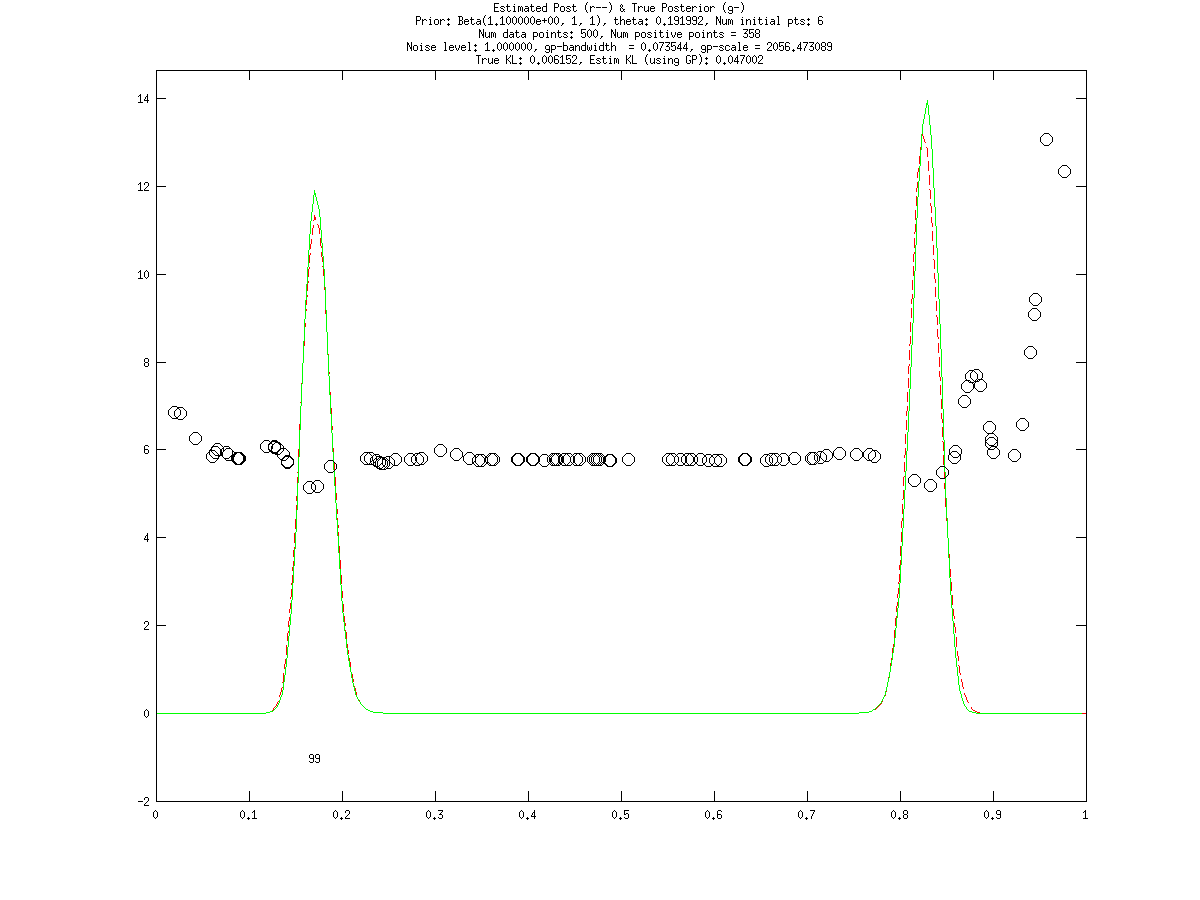 Estimated Post (r--) & True Posterior (g-)
Prior: Beta(1.100000e+00, 1, 1), theta: 0.191992, Num initial pts: 6
Num data points: 500, Num positive points = 358
Noise level: 1.000000, gp-bandwidth  = 0.073544, gp-scale = 2056.473089
True KL: 0.006152, Estim KL (using GP): 0.047002
14
12
10
8
6
4
2
0
99
-2
0 0.1 0.2 0.3 0.4 0.5 0.6 0.7 0.8 0.9 1